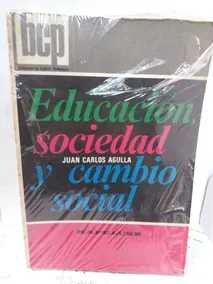 bcp
Educación,
sociedad
JUAN CARLOS AGULLA
y cambio
social